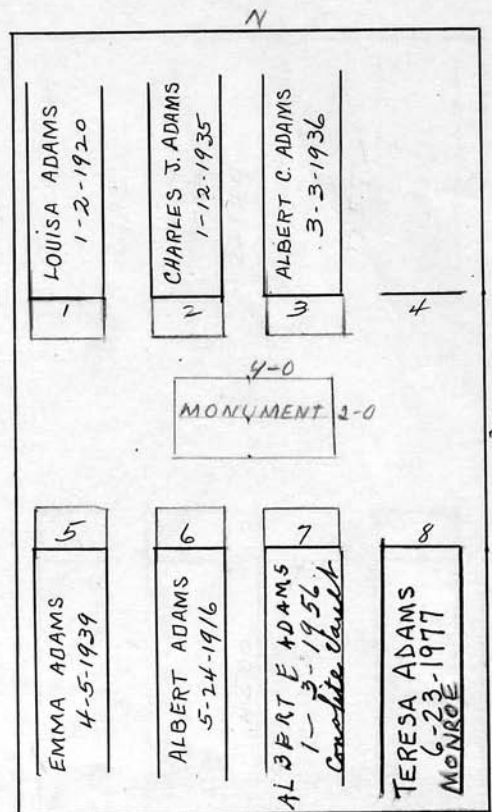 N
LOUISA ADAMS
1-2-1920
1
CHARLES J. ADAMS
1-12-1935
2
ALBERT C. ADAMS
3-3-1936
3
4
4-0
MONUMENT 2-0
5
EMMA ADAMS
4-5-1939
6
ALBERT ADAMS
5-24-1916
7
ALBERT E ADAMS
1-3-1956
Vault
8
TERESA ADAMS
6-23-1977
MONROE